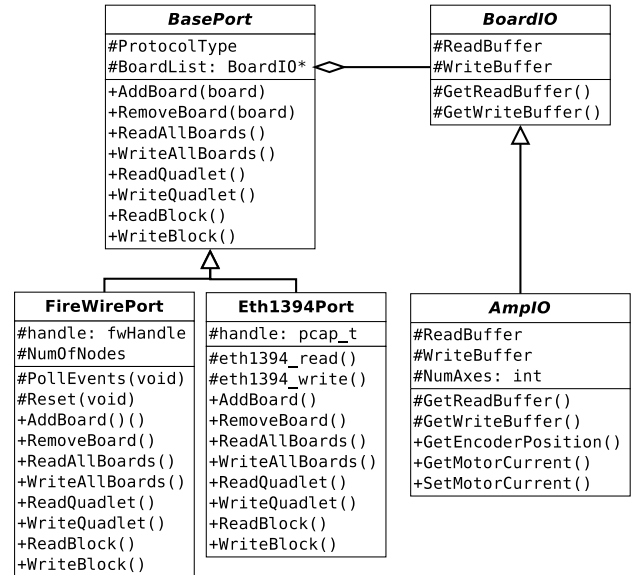 BasePort
#ProtocolType
#BoardList: BoardIO*
+AddBoard(board)
+RemoveBoard(board)
+ReadAllBoards()
+WriteAllBoards()
+ReadQuadlet()
+WriteQuadlet()
+ReadBlock()
+WriteBlock()
BoardIO
#ReadBuffer
#WriteBuffer
#GetReadBuffer()
#GetWriteBuffer()
FireWirePort
#handle: fwHandle
#NumOfNodes
#PollEvents(void)
#Reset(void)
+AddBoard()()
+RemoveBoard()
+ReadAllBoards()
+WriteAllBoards()
+ReadQuadlet()
+WriteQuadlet()
+ReadBlock()
+WriteBlock()
Eth1394Port
#handle: pcap_t
#eth1394_read()
#eth1394_write()
+AddBoard()
+RemoveBoard()
+ReadAllBoards()
+WriteAllBoards()
+ReadQuadlet()
+WriteQuadlet()
+ReadBlock()
+WriteBlock()
AmpIO
#ReadBuffer
#WriteBuffer
#NumAxes: int
#GetReadBuffer()
#GetWriteBuffer()
+GetEncoderPosition()
+GetMotorCurrent()
+SetMotorCurrent()